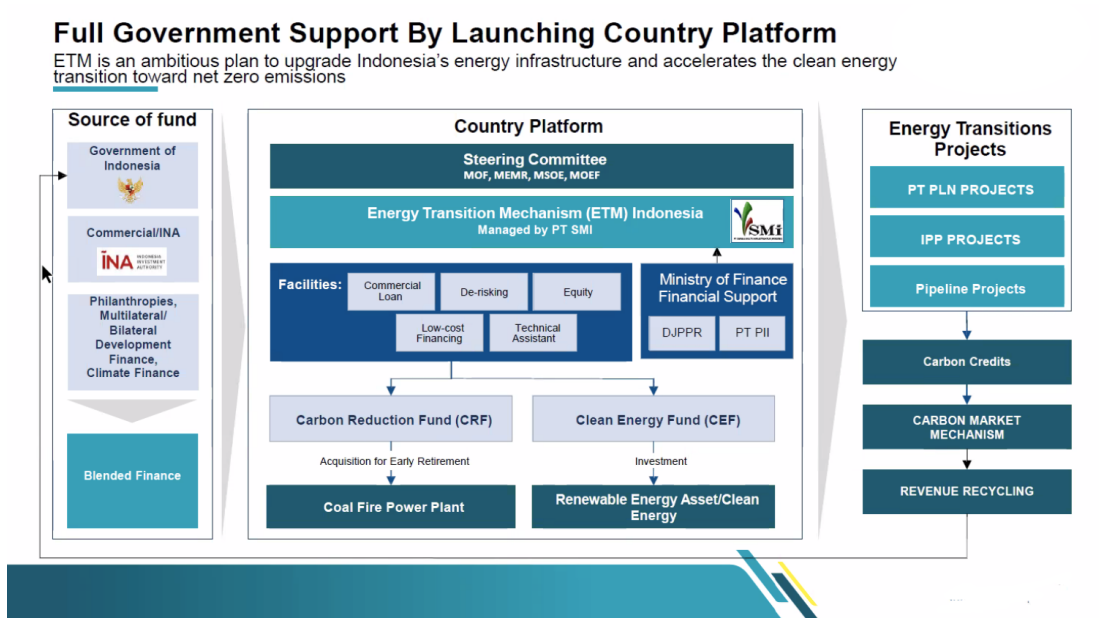 Full Government Support By Launching Country Platform
ETM is an ambitious plan to upgrade Indonesia's energy infrastructure and accelerates the clean energy
transition toward net zero emissions
Source of fund
Government of
Indonesia
Commercial/INA
INA
INDONESIA
INVESTMENT
AUTHORITY
Philanthropies,
Multilateral/
Bilateral
Development
Finance,
Climate Finance
Blended Finance
Country Platform
Steering Committee
MOF, MEMR, MSOE, MOEF
Energy Transition Mechanism (ETM) Indonesia
Managed by PT SMI
SMi
Facilities:
Commercial
Loan
De-risking
Equity
Low-cost
Financing
Technical
Assistant
Ministry of Finance
Financial Support
DJPPR
PT PII
Carbon Reduction Fund (CRF)
Clean Energy Fund (CEF)
Acquisition for Early Retirement
Investment
Coal Fire Power Plant
Renewable Energy Asset/Clean
Energy
Energy Transitions
Projects
PT PLN PROJECTS
IPP PROJECTS
Pipeline Projects
Carbon Credits
CARBON MARKET
MECHANISM
REVENUE RECYCLING